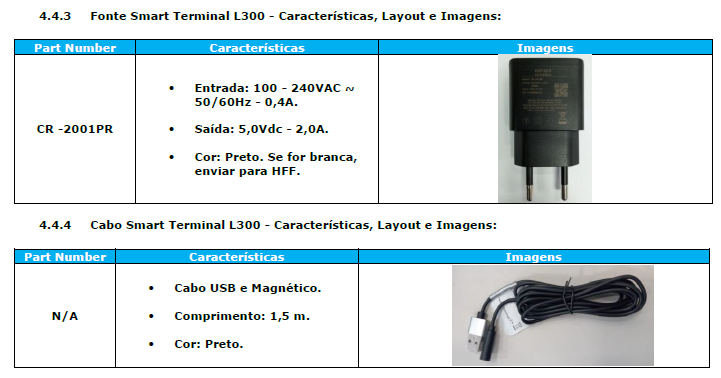 4.4.3 Fonte Smart Terminal L300 - Características, Layout e Imagens:
Part Number Características Imagens
CR -2001PR
• Entrada: 100 - 240VAC ~
50/60Hz - 0,4A.
• Saída: 5,0Vdc - 2,0A.
• Cor: Preto. Se for branca,
enviar para HFF.
4.4.4 Cabo Smart Terminal L300 - Características, Layout e Imagens:
Part Number Características Imagens
N/A
• Cabo USB e Magnético.
• Comprimento: 1,5 m.
• Cor: Preto.